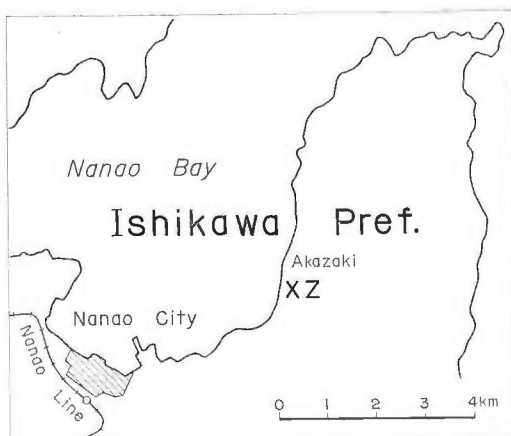 Nanao Bay
Ishikawa Pref.
Akazaki
XZ
Nanao City
Nanao
Line
0 1 2 3 4km